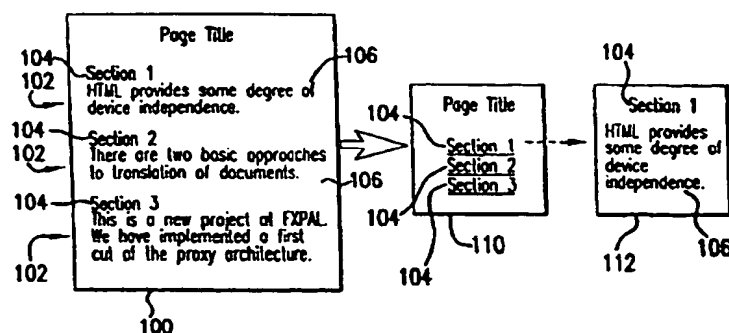 Page Title
104
106
Section 1
102
HTML provides some degree of
device independence.
104
Section 2
102
There are two basic approaches
to translation of documents.
106
104
Section 3
This is a new project at FXPAL.
We have implemented a first
cut of the proxy architecture.
102
100
Page Title
104
Section 1
Section 2
Section 3
104
104
110
104
Section 1
HTML provides
some degree of
device
independence.
106
112